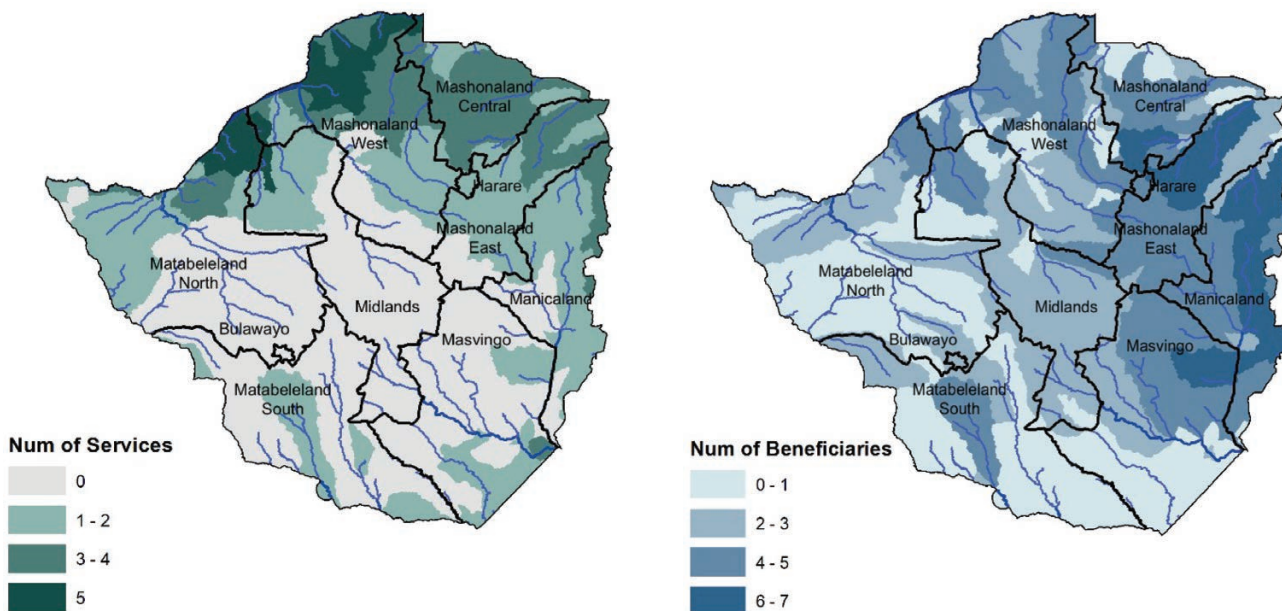 Mashonaland
Central
Mashonaland
West
Harare
Mashonaland
East
Matabeleland
North
Midlands
Manicaland
Bulawayo
Masvingo
Matabeleland
South
Num of Services
0
1 - 2
3 - 4
5
Mashonaland
Central
Mashonaland
West
Harare
Mashonaland
East
Matabeleland
North
Midlands
Manicaland
Bulawayo
Masvingo
Matabeleland
South
Num of Beneficiaries
0 - 1
2 - 3
4 - 5
6 - 7